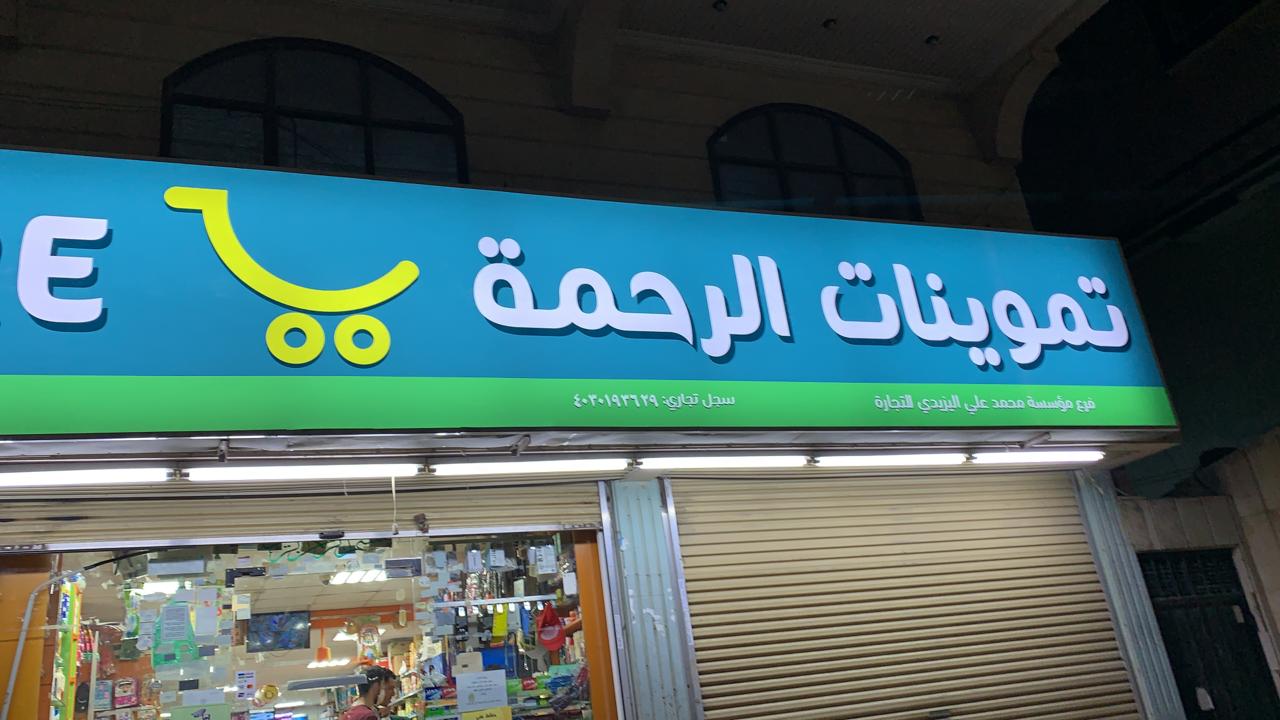 تموينات الرحمة
فرع مؤسسة محمد علي اليزيدي للتجارة
سجل تجاري: ٤٠٣٠١٩٣٦٢٩